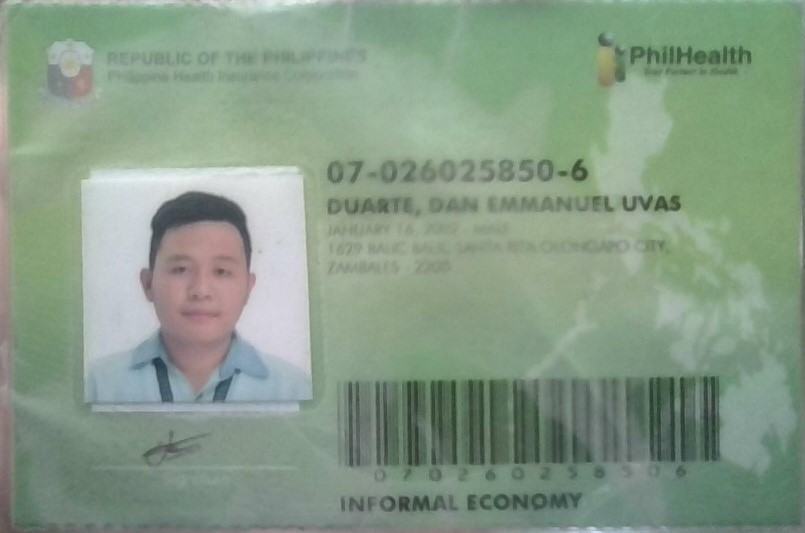 REPUBLIC OF THE PHILIPPINES
Philippine Health Insurance Corporation
PhilHealth
Your Partner in Health
07-026025850-6
DUARTE, DAN EMMANUEL UVAS
JANUARY 16, - MALE
1629 BALIC BALIC, SANTA RITA OLONGAPO CITY,
ZAMBALES - 2200
070260258506
INFORMAL ECONOMY